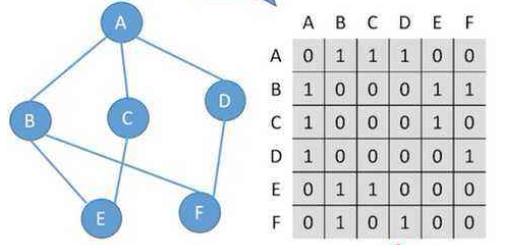 A
B
C
D
E
F
A B C D E F
A 0 1 1 1 0 0
B 1 0 0 0 1 1
C 1 0 0 0 1 0
D 1 0 0 0 0 1
E 0 1 1 0 0 0
F 0 1 0 1 0 0